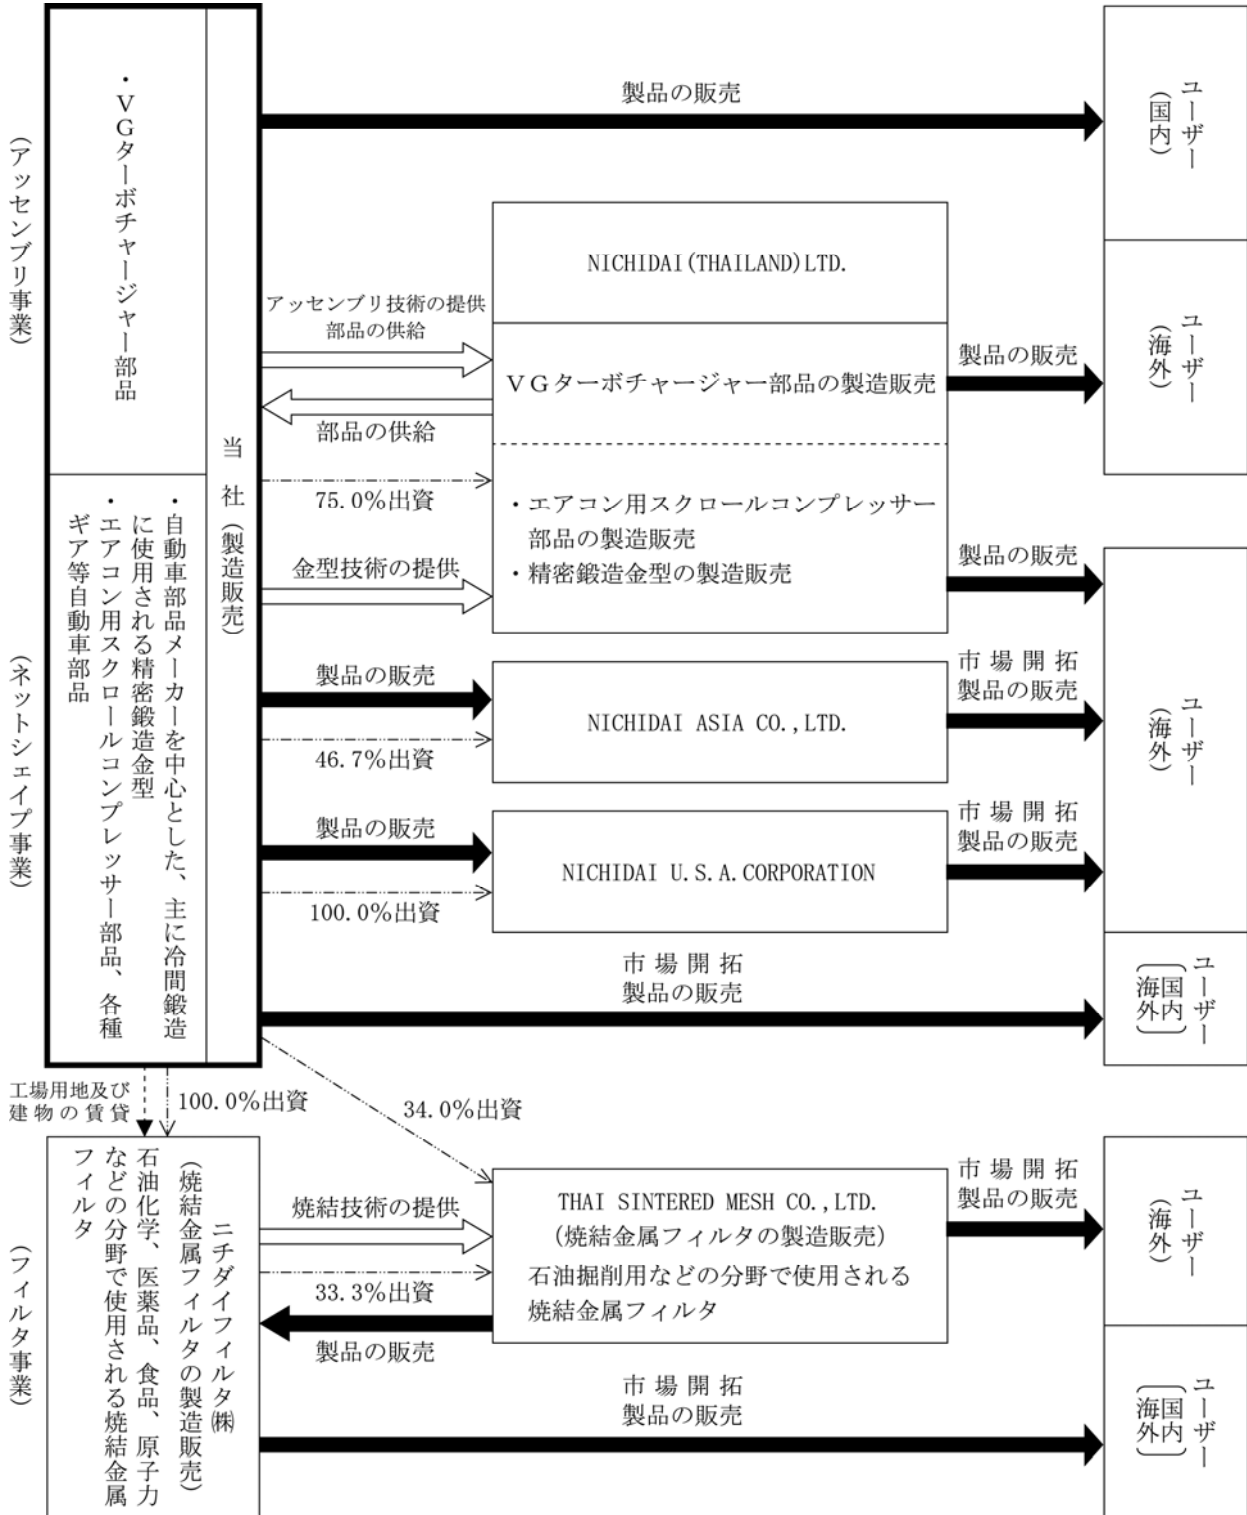 (アッセンブリ事業)
・VGターボチャージャー部品
当 社(製造販売)
製品の販売
ユーザー
(国内)
NICHIDAI(THAILAND)LTD.
アッセンブリ技術の提供
部品の供給
VGターボチャージャー部品の製造販売
製品の販売
ユーザー
(海外)
部品の供給
75.0%出資
・エアコン用スクロールコンプレッサー
部品の製造販売
・精密鍛造金型の製造販売
金型技術の提供
製品の販売
(ネットシェイプ事業)
・自動車部品メーカーを中心とした、主に冷間鍛造
に使用される精密鍛造金型
・エアコン用スクロールコンプレッサー部品、各種
ギア等自動車部品
製品の販売
46.7%出資
NICHIDAI ASIA CO.,LTD.
市場開拓
製品の販売
ユーザー
(海外)
製品の販売
100.0%出資
NICHIDAI U.S.A.CORPORATION
市場開拓
製品の販売
市場開拓
製品の販売
ユーザー
国内
海外
工場用地及び
建物の賃貸
100.0%出資
34.0%出資
(フィルタ事業)
ニチダイフィルタ㈱
(焼結金属フィルタの製造販売)
石油化学、医薬品、食品、原子力
などの分野で使用される焼結金属
フィルタ
焼結技術の提供
33.3%出資
製品の販売
THAI SINTERED MESH CO.,LTD.
(焼結金属フィルタの製造販売)
石油掘削用などの分野で使用される
焼結金属フィルタ
市場開拓
製品の販売
ユーザー
(海外)
市場開拓
製品の販売
ユーザー
国内
海外